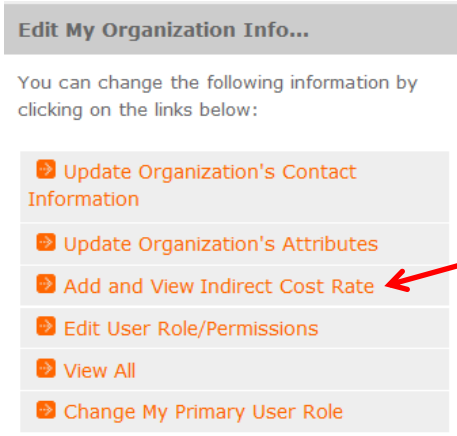 Edit My Organization Info...
You can change the following information by
clicking on the links below:
Update Organization's Contact
Information
Update Organization's Attributes
Add and View Indirect Cost Rate
Edit User Role/Permissions
View All
Change My Primary User Role